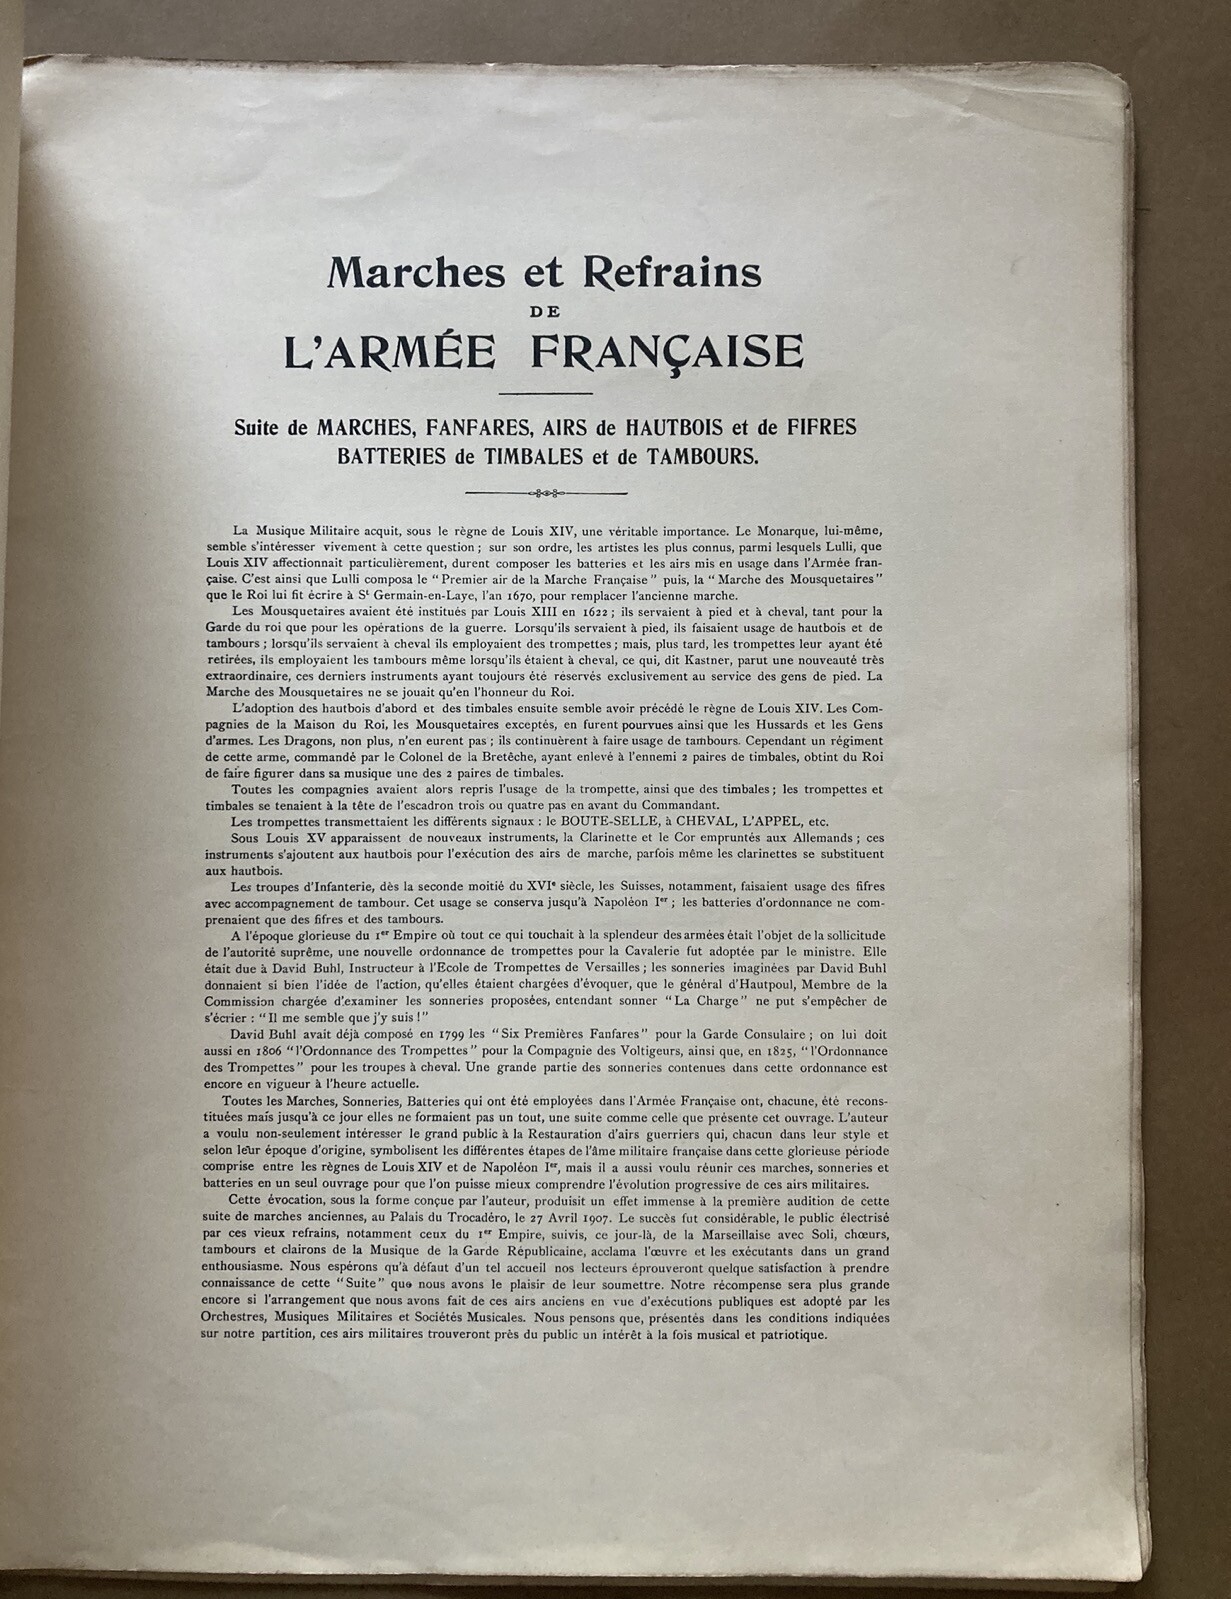 Marches et Refrains
DE
L'ARMÉE FRANÇAISE
Suite de MARCHES, FANFARES, AIRS de HAUTBOIS et de FIFRES
BATTERIES de TIMBALES et de TAMBOURS.
La Musique Militaire acquit, sous le règne de Louis XIV, une véritable importance. Le Monarque, lui-même,
semble s'intéresser vivement à cette question ; sur son ordre, les artistes les plus connus, parmi lesquels Lulli, que
Louis XIV affectionnait particulièrement, durent composer les batteries et les airs mis en usage dans l'Armée fran-
çaise. C'est ainsi que Lulli composa le "Premier air de la Marche Française" puis, la "Marche des Mousquetaires"
que le Roi lui fit écrire à St Germain-en-Laye, l'an 1670, pour remplacer l'ancienne marche.
Les Mousquetaires avaient été institués par Louis XIII en 1622 ; ils servaient à pied et à cheval, tant pour la
Garde du roi que pour les opérations de la guerre. Lorsqu'ils servaient à pied, ils faisaient usage de hautbois et de
tambours ; lorsqu'ils servaient à cheval ils employaient des trompettes ; mais, plus tard, les trompettes leur ayant été
retirées, ils employaient les tambours même lorsqu'ils étaient à cheval, ce qui, dit Kastner, parut une nouveauté très
extraordinaire, ces derniers instruments ayant toujours été réservés exclusivement au service des gens de pied. La
Marche des Mousquetaires ne se jouait qu'en l'honneur du Roi.
L'adoption des hautbois d'abord et des timbales ensuite semble avoir précédé le règne de Louis XIV. Les Com-
pagnies de la Maison du Roi, les Mousquetaires exceptés, en furent pourvues ainsi que les Hussards et les Gens
d'armes. Les Dragons, non plus, n'en eurent pas ; ils continuèrent à faire usage de tambours. Cependant un régiment
de cette arme, commandé par le Colonel de la Bretêche, ayant enlevé à l'ennemi 2 paires de timbales, obtint du Roi
de faire figurer dans sa musique une des 2 paires de timbales.
Toutes les compagnies avaient alors repris l'usage de la trompette, ainsi que des timbales ; les trompettes et
timbales se tenaient à la tête de l'escadron trois ou quatre pas en avant du Commandant.
Les trompettes transmettaient les différents signaux : le BOUTE-SELLE, à CHEVAL, L'APPEL, etc.
Sous Louis XV apparaissent de nouveaux instruments, la Clarinette et le Cor empruntés aux Allemands ; ces
instruments s'ajoutent aux hautbois pour l'exécution des airs de marche, parfois même les clarinettes se substituent
aux hautbois.
Les troupes d'Infanterie, dès la seconde moitié du XVIe siècle, les Suisses, notamment, faisaient usage des fifres
avec accompagnement de tambour. Cet usage se conserva jusqu'à Napoléon Ier ; les batteries d'ordonnance ne com-
prenaient que des fifres et des tambours.
A l'époque glorieuse du 1er Empire où tout ce qui touchait à la splendeur des armées était l'objet de la sollicitude
de l'autorité suprême, une nouvelle ordonnance de trompettes pour la Cavalerie fut adoptée par le ministre. Elle
était due à David Buhl, Instructeur à l'Ecole de Trompettes de Versailles ; les sonneries imaginées par David Buhl
donnaient si bien l'idée de l'action, qu'elles étaient chargées d'évoquer, que le général d'Hautpoul, Membre de la
Commission chargée d'examiner les sonneries proposées, entendant sonner "La Charge" ne put s'empêcher de
s'écrier : "Il me semble que j'y suis !"
David Buhl avait déjà composé en 1799 les "Six Premières Fanfares" pour la Garde Consulaire ; on lui doit
aussi en 1806 "l'Ordonnance des Trompettes" pour la Compagnie des Voltigeurs, ainsi que, en 1825, "l'Ordonnance
des Trompettes" pour les troupes à cheval. Une grande partie des sonneries contenues dans cette ordonnance est
encore en vigueur à l'heure actuelle.
Toutes les Marches, Sonneries, Batteries qui ont été employées dans l'Armée Française ont, chacune, été recons-
tituées mais jusqu'à ce jour elles ne formaient pas un tout, une suite comme celle que présente cet ouvrage. L'auteur
a voulu non-seulement intéresser le grand public à la Restauration d'airs guerriers qui, chacun dans leur style et
selon leur époque d'origine, symbolisent les différentes étapes de l'âme militaire française dans cette glorieuse période
comprise entre les règnes de Louis XIV et de Napoléon Ier, mais il a aussi voulu réunir ces marches, sonneries et
batteries en un seul ouvrage pour que l'on puisse mieux comprendre l'évolution progressive de ces airs militaires.
Cette évocation, sous la forme conçue par l'auteur, produisit un effet immense à la première audition de cette
suite de marches anciennes, au Palais du Trocadéro, le 27 Avril 1907. Le succès fut considérable, le public électrisé
par ces vieux refrains, notamment ceux du 1er Empire, suivis, ce jour-là, de la Marseillaise avec Soli, chœurs,
tambours et clairons de la Musique de la Garde Républicaine, acclama l'œuvre et les exécutants dans un grand
enthousiasme. Nous espérons qu'à défaut d'un tel accueil nos lecteurs éprouveront quelque satisfaction à prendre
connaissance de cette "Suite" que nous avons le plaisir de leur soumettre. Notre récompense sera plus grande
encore si l'arrangement que nous avons fait de ces airs anciens en vue d'exécutions publiques est adopté par les
Orchestres, Musiques Militaires et Sociétés Musicales. Nous pensons que, présentés dans les conditions indiquées
sur notre partition, ces airs militaires trouveront près du public un intérêt à la fois musical et patriotique.